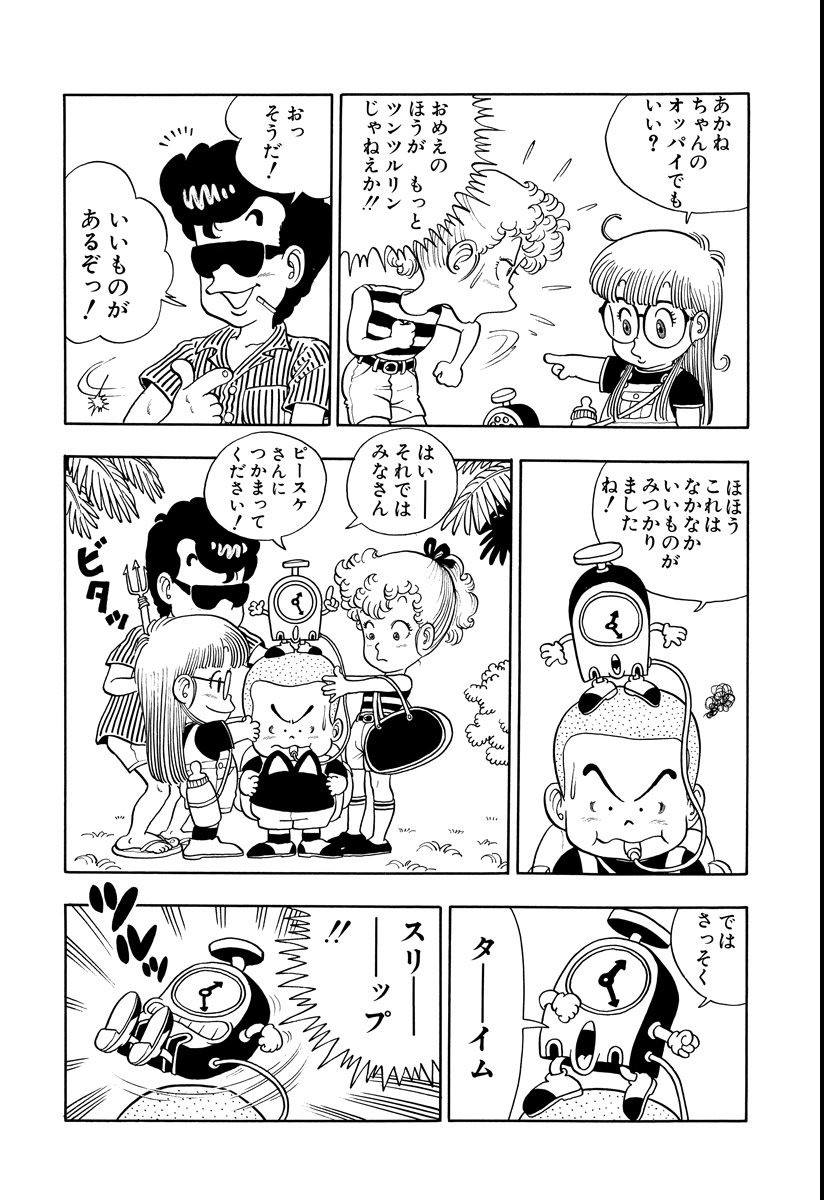 あかね
ちゃんの
オッパイでも
いい？
おめえの
ほうが もっと
ツンツルリン
じゃねえか!!
おっ
そうだ！
いいものが
あるぞっ！
ほほう
これは
なかなか
いいものが
みつかり
ました
ね！
はい――
それでは
みなさん
ピースケ
さんに
つかまって
ください！
ビタッ
では
さっそく
タ――イム
スリ――
――ップ
!!
ツルッ